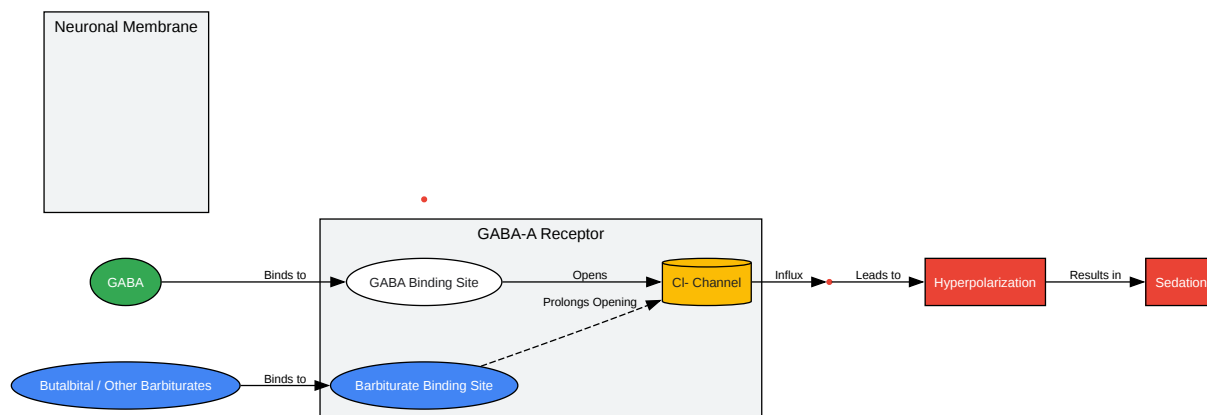 Neuronal Membrane
GABA-A Receptor
GABA
Binds to
GABA Binding Site
Opens
Cl- Channel
Influx
Leads to
Hyperpolarization
Results in
Sedation
Prolongs Opening
Butalbital / Other Barbiturates
Binds to
Barbiturate Binding Site